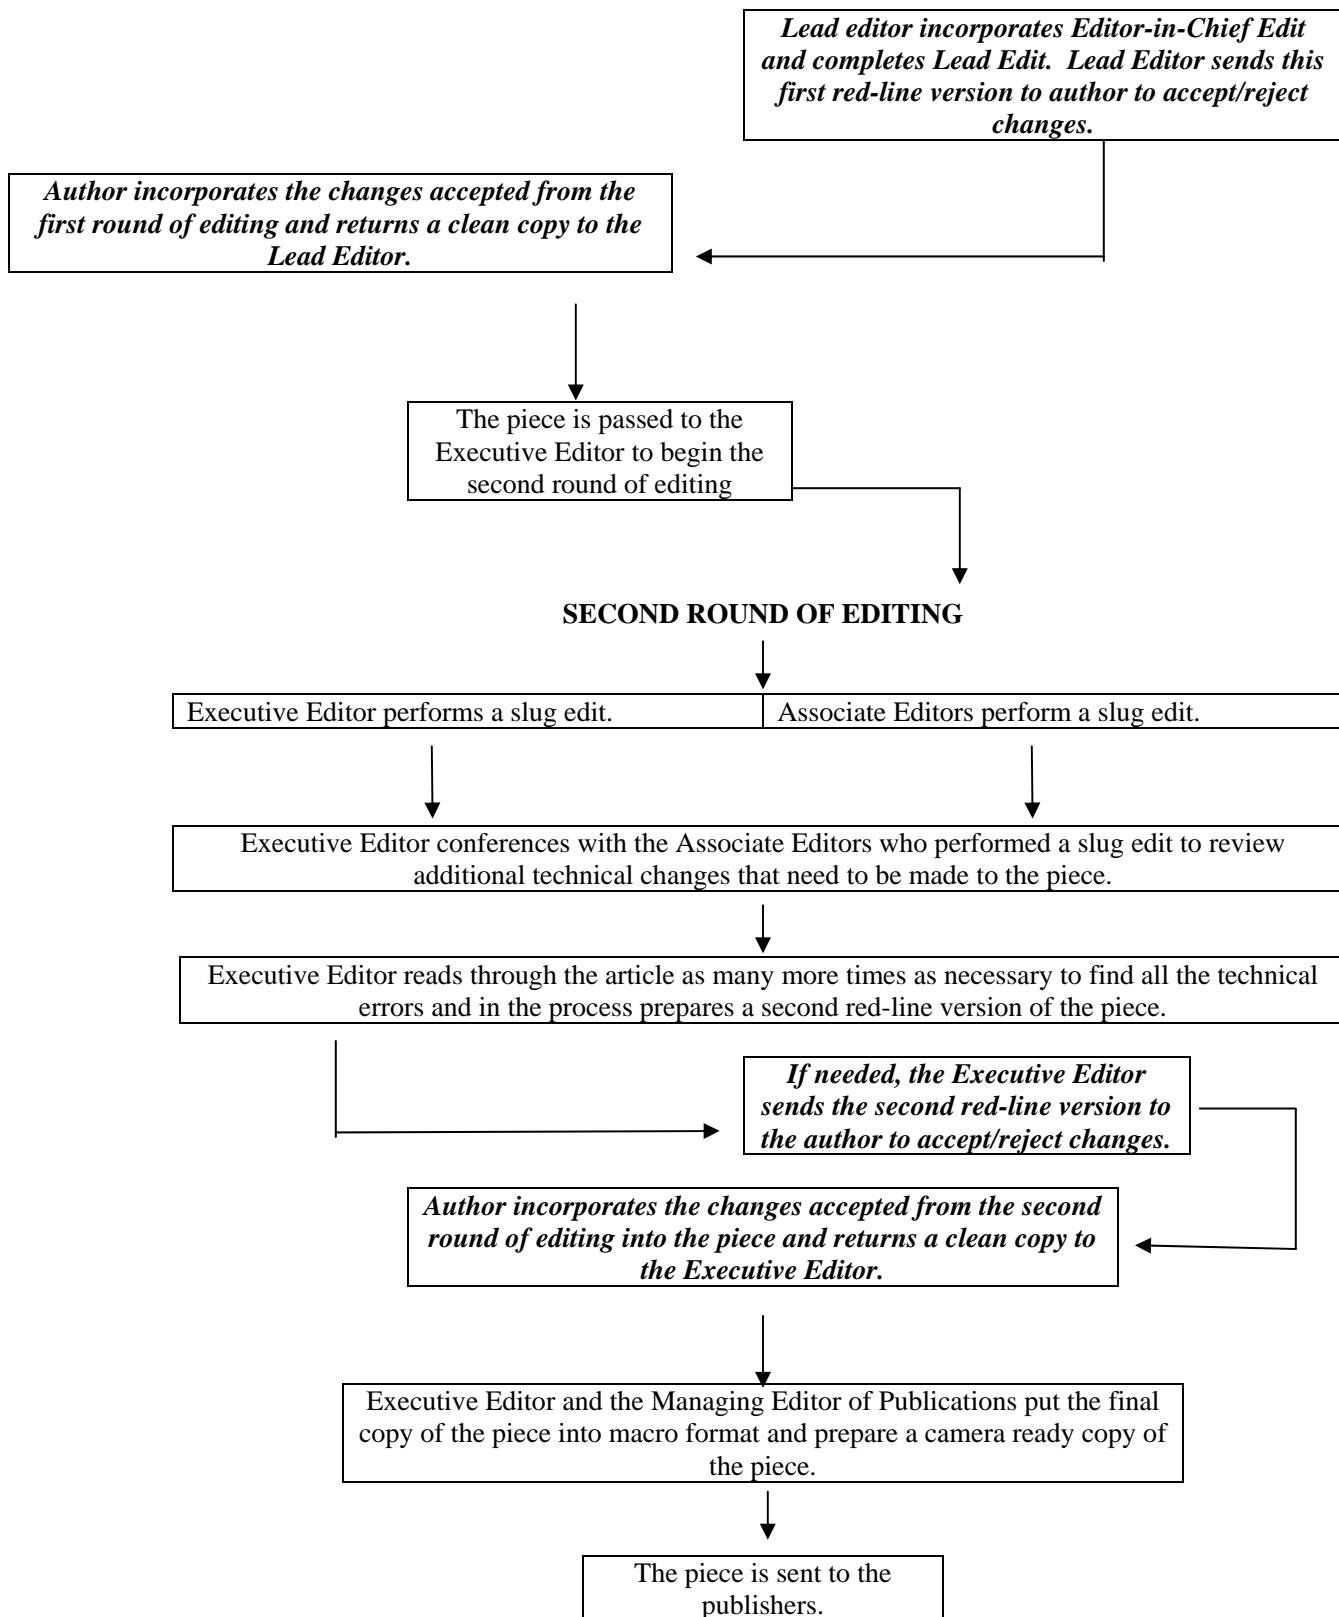 Lead editor incorporates Editor-in-Chief Edit
and completes Lead Edit.  Lead Editor sends this
first red-line version to author to accept/reject
changes.
Author incorporates the changes accepted from the
first round of editing and returns a clean copy to the
Lead Editor.
The piece is passed to the
Executive Editor to begin the
second round of editing
SECOND ROUND OF EDITING
Executive Editor performs a slug edit.
Associate Editors perform a slug edit.
Executive Editor conferences with the Associate Editors who performed a slug edit to review
additional technical changes that need to be made to the piece.
Executive Editor reads through the article as many more times as necessary to find all the technical
errors and in the process prepares a second red-line version of the piece.
If needed, the Executive Editor
sends the second red-line version to
the author to accept/reject changes.
Author incorporates the changes accepted from the second
round of editing into the piece and returns a clean copy to
the Executive Editor.
Executive Editor and the Managing Editor of Publications put the final
copy of the piece into macro format and prepare a camera ready copy of
the piece.
The piece is sent to the
publishers.